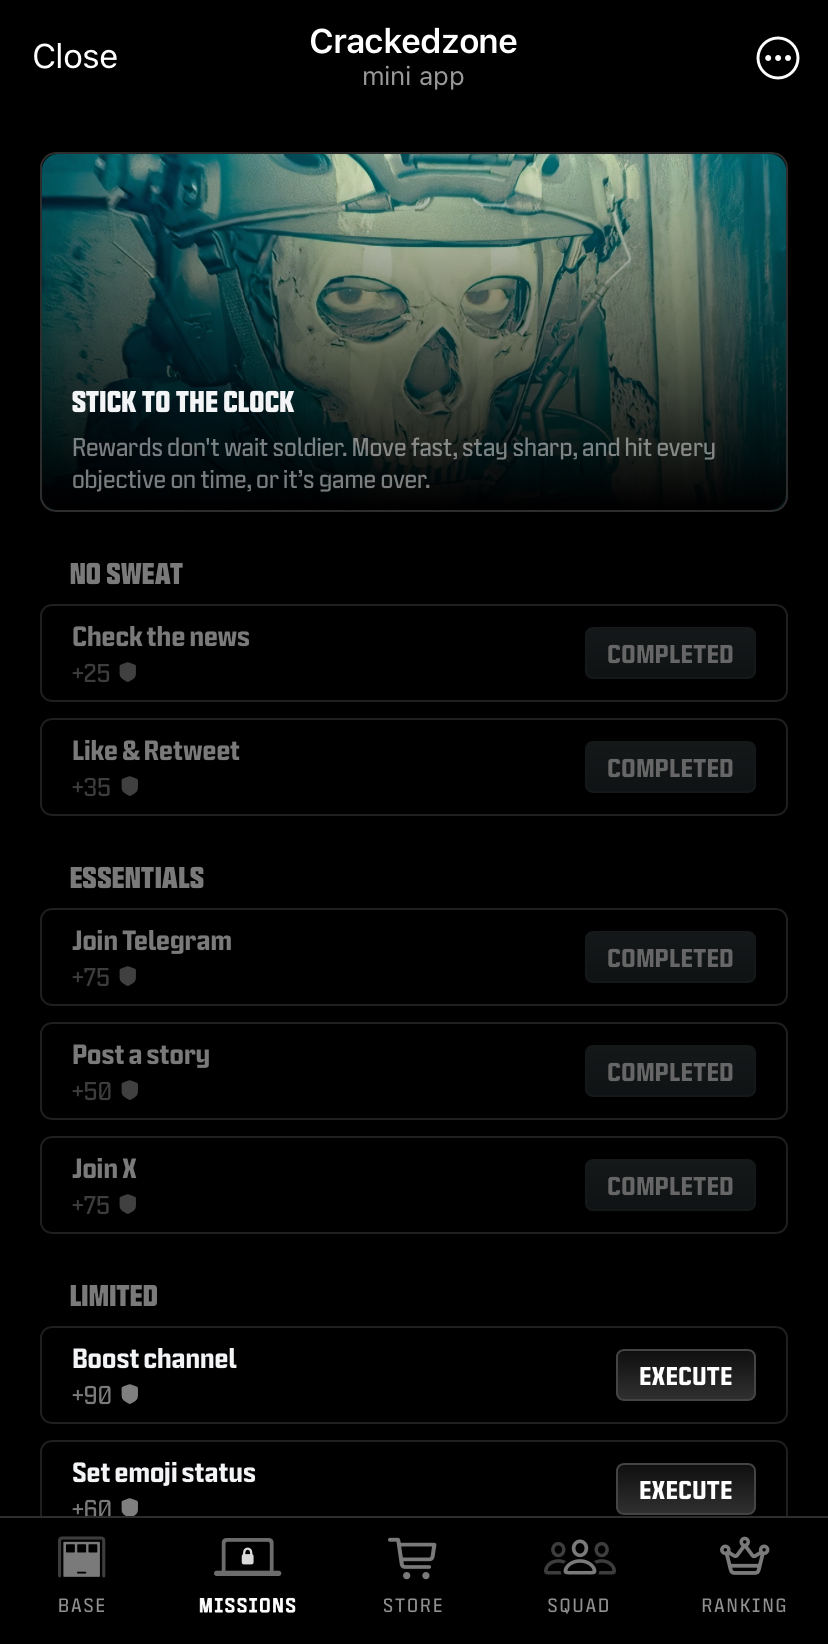 Close
Crackedzone
mini app
STICK TO THE CLOCK
Rewards don't wait soldier. Move fast, stay sharp, and hit every
objective on time, or it’s game over.
NO SWEAT
Check the news
+25
COMPLETED
Like & Retweet
+35
COMPLETED
ESSENTIALS
Join Telegram
+75
COMPLETED
Post a story
+50
COMPLETED
Join X
+75
COMPLETED
LIMITED
Boost channel
+90
EXECUTE
Set emoji status
+60
EXECUTE
BASE
MISSIONS
STORE
SQUAD
RANKING